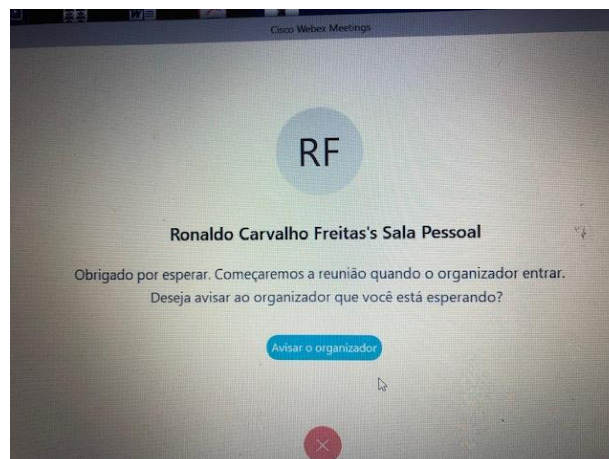 Cisco Webex Meetings
RF
Ronaldo Carvalho Freitas's Sala Pessoal
Obrigado por esperar. Começaremos a reunião quando o organizador entrar.
Deseja avisar ao organizador que você está esperando?
Avisar o organizador